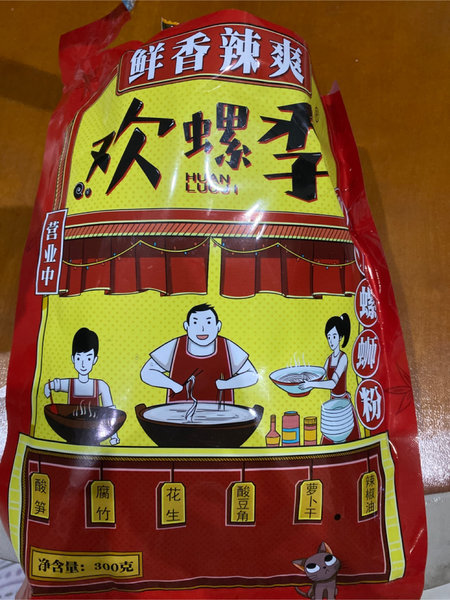 鲜香辣爽
欢螺季
HUAN
LUOJI
营业中
螺蛳粉
酸笋
腐竹
花生
酸豆角
萝卜干
辣椒油
净含量：300克